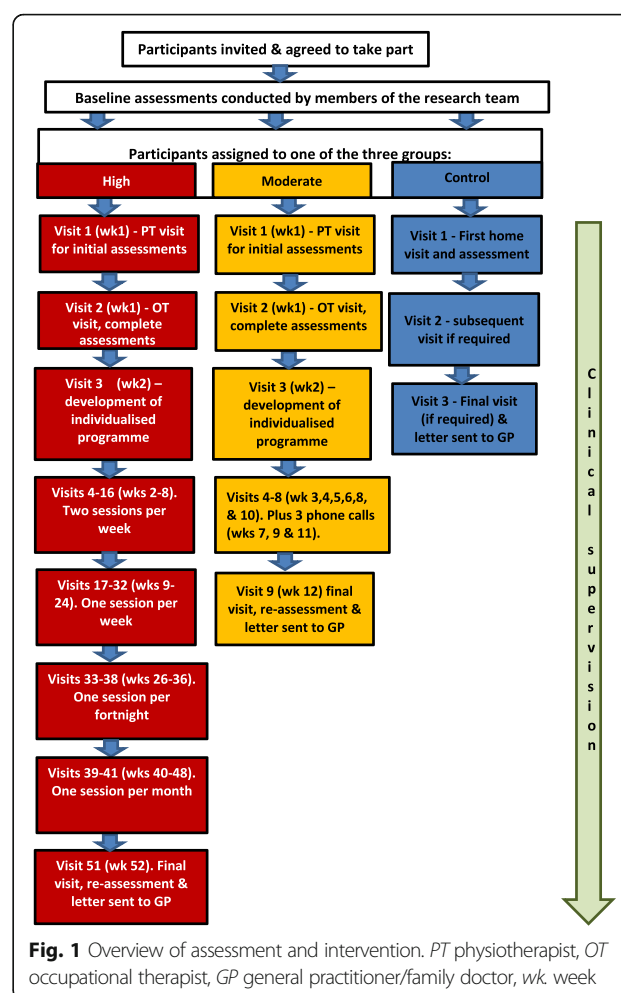 Participants invited & agreed to take part
Baseline assessments conducted by members of the research team
Participants assigned to one of the three groups:
High
Moderate
Control
Visit 1 (wk1) - PT visit
for initial assessments
Visit 2 (wk1) - OT
visit, complete
assessments
Visit 3 (wk2) –
development of
individualised
programme
Visits 4-16 (wks 2-8).
Two sessions per
week
Visits 17-32 (wks 9-
24). One session per
week
Visits 33-38 (wks 26-36).
One session per
fortnight
Visits 39-41 (wks 40-48).
One session per month
Visit 51 (wk 52). Final
visit, re-assessment &
letter sent to GP
Visit 1 (wk1) - PT visit
for initial assessments
Visit 2 (wk1) - OT visit,
complete assessments
Visit 3 (wk2) –
development of
individualised
programme
Visits 4-8 (wk 3,4,5,6,8,
& 10). Plus 3 phone calls
(wks 7, 9 & 11).
Visit 9 (wk 12) final
visit, re-assessment &
letter sent to GP
Visit 1 - First home
visit and assessment
Visit 2 - subsequent
visit if required
Visit 3 - Final visit
(if required) &
letter sent to GP
Clinical supervision
Fig. 1 Overview of assessment and intervention. PT physiotherapist, OT
occupational therapist, GP general practitioner/family doctor, wk. week